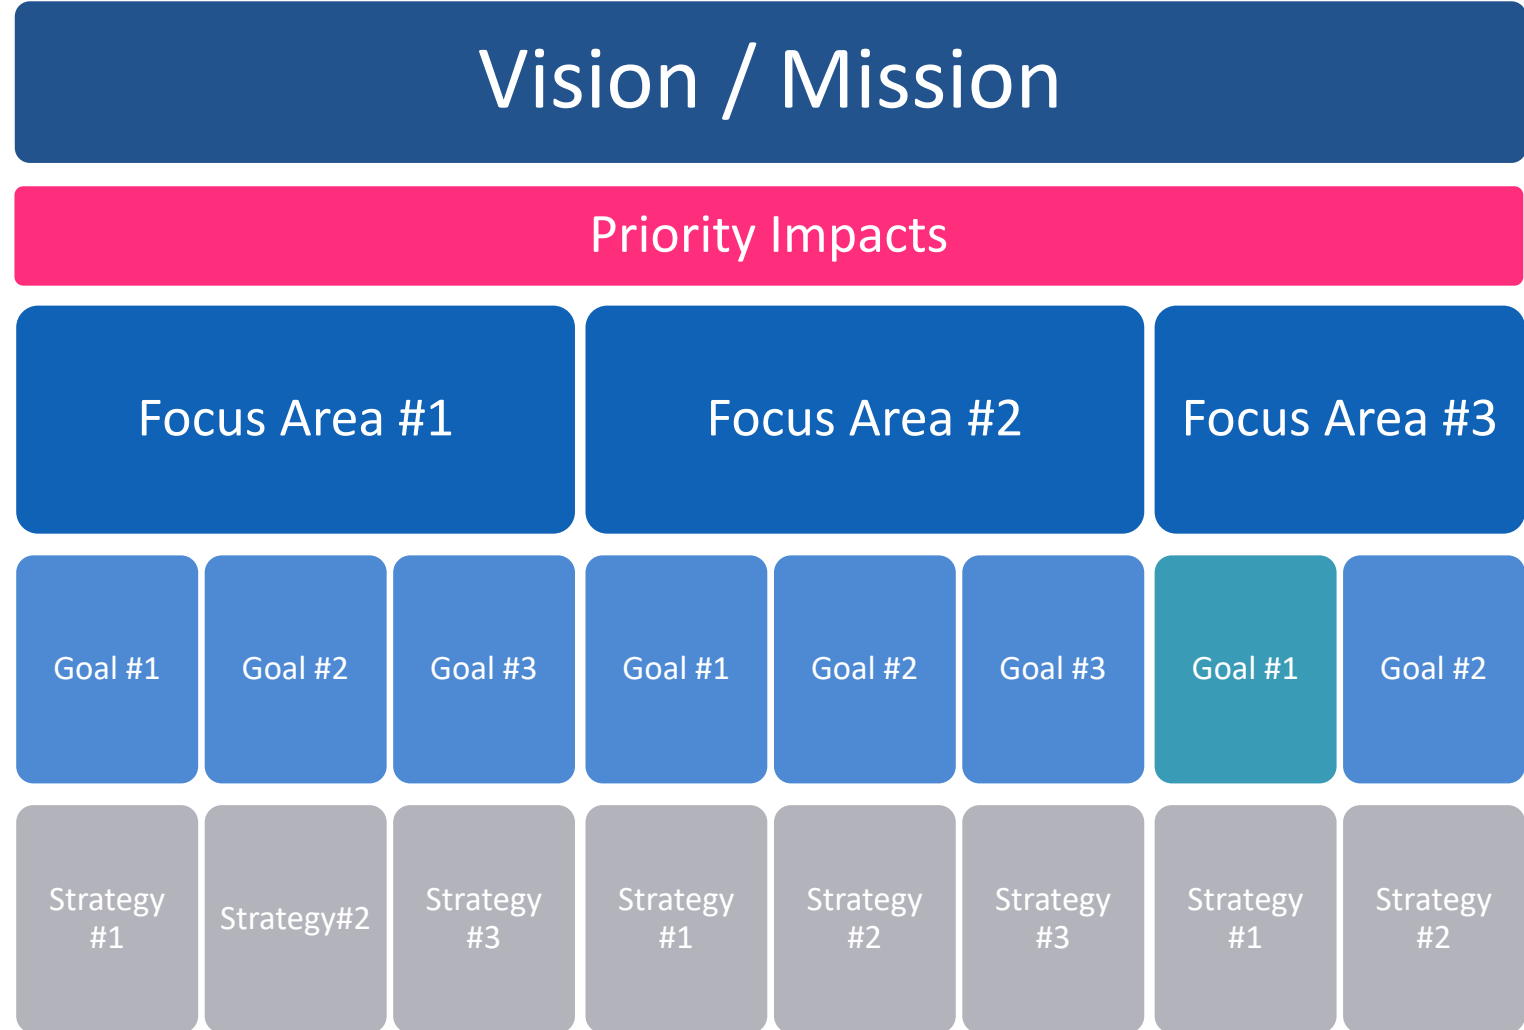 Vision / Mission
Priority Impacts
Focus Area #1
Focus Area #2
Focus Area #3
Goal #1
Goal #2
Goal #3
Goal #1
Goal #2
Goal #3
Goal #1
Goal #2
Strategy
#1
Strategy#2
Strategy
#3
Strategy
#1
Strategy
#2
Strategy
#3
Strategy
#1
Strategy
#2